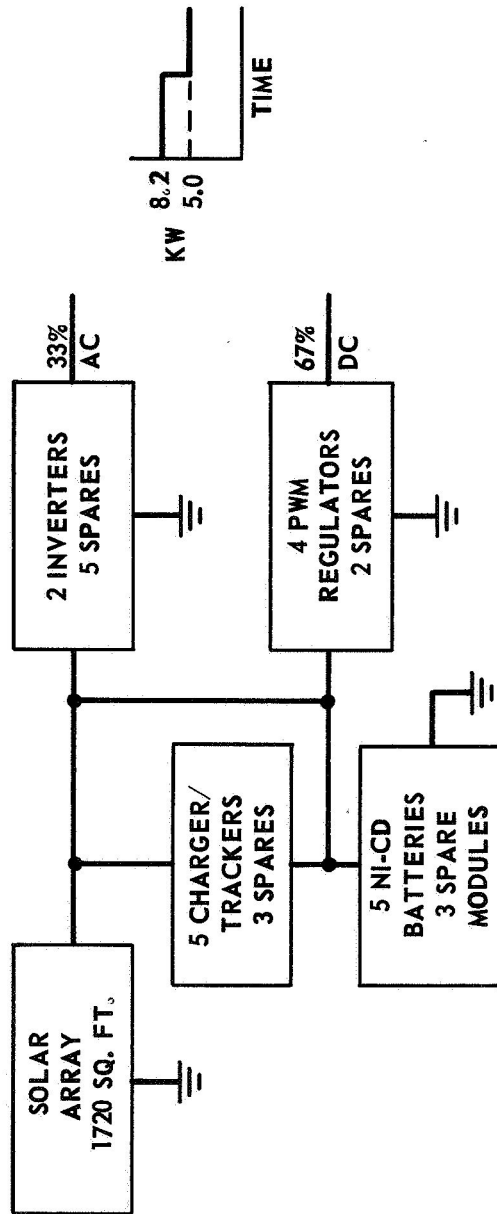 SOLAR
ARRAY
1720 SQ. FT.
5 CHARGER/
TRACKERS
3 SPARES
5 NI-CD
BATTERIES
3 SPARE
MODULES
2 INVERTERS
5 SPARES
33%
AC
4 PWM
REGULATORS
2 SPARES
67%
DC
KW
8.2
5.0
TIME